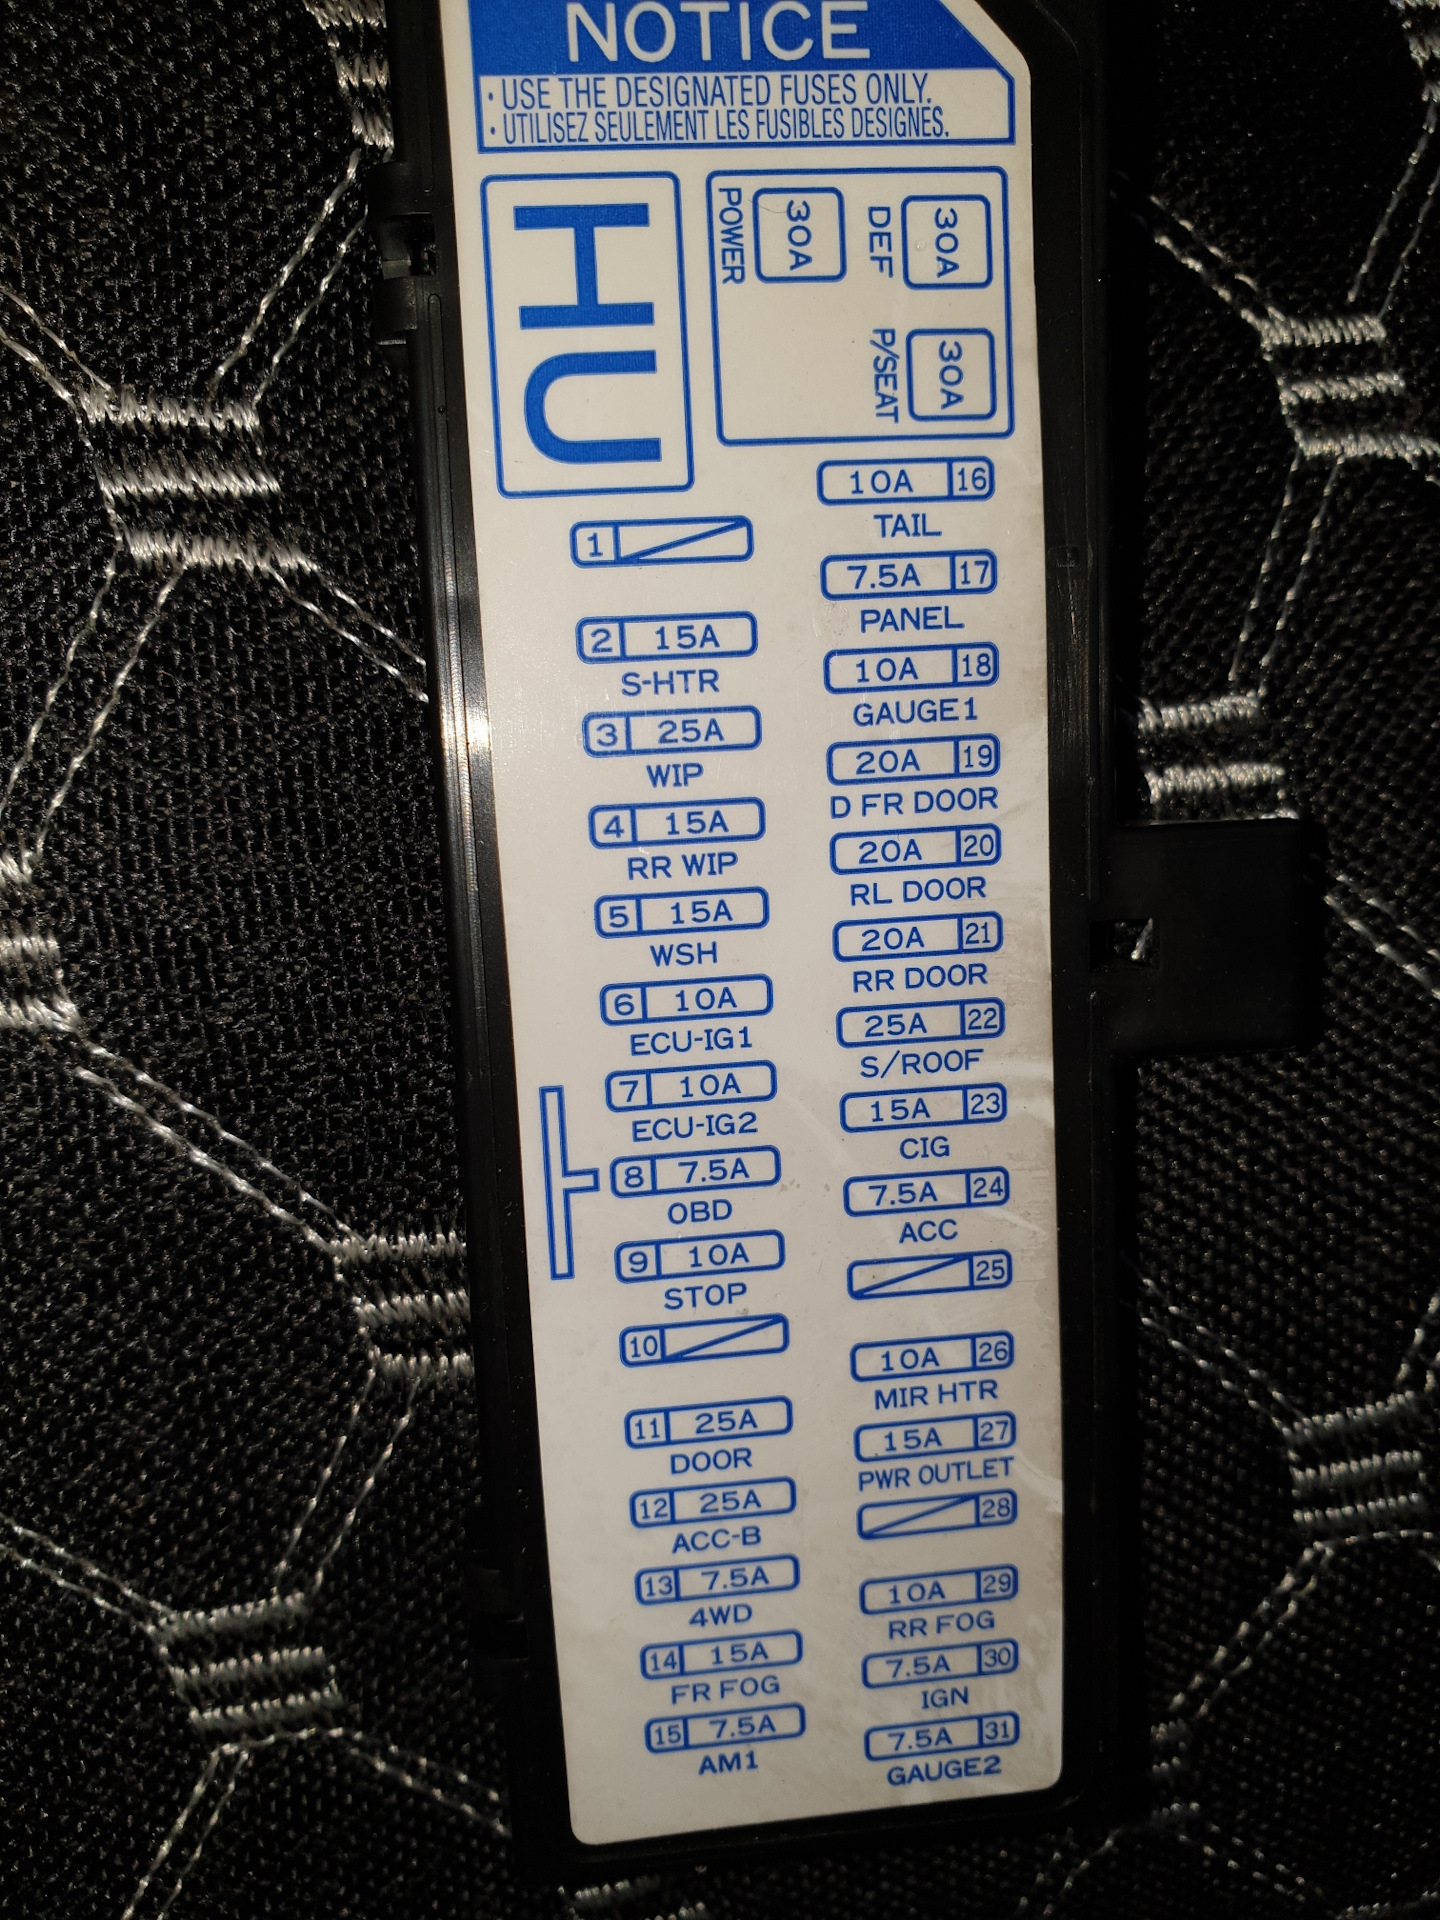 NOTICE
· USE THE DESIGNATED FUSES ONLY.
· UTILISEZ SEULEMENT LES FUSIBLES DESIGNES.
HU
30A
POWER
30A
DEF
30A
P/SEAT
1
2 15A
S-HTR
3 25A
WIP
4 15A
RR WIP
5 15A
WSH
6 10A
ECU-IG1
7 10A
ECU-IG2
8 7.5A
OBD
9 10A
STOP
10
11 25A
DOOR
12 25A
ACC-B
13 7.5A
4WD
14 15A
FR FOG
15 7.5A
AM1
10A 16
TAIL
7.5A 17
PANEL
10A 18
GAUGE1
20A 19
D FR DOOR
20A 20
RL DOOR
20A 21
RR DOOR
25A 22
S/ROOF
15A 23
CIG
7.5A 24
ACC
25
10A 26
MIR HTR
15A 27
PWR OUTLET
28
10A 29
RR FOG
7.5A 30
IGN
7.5A 31
GAUGE2